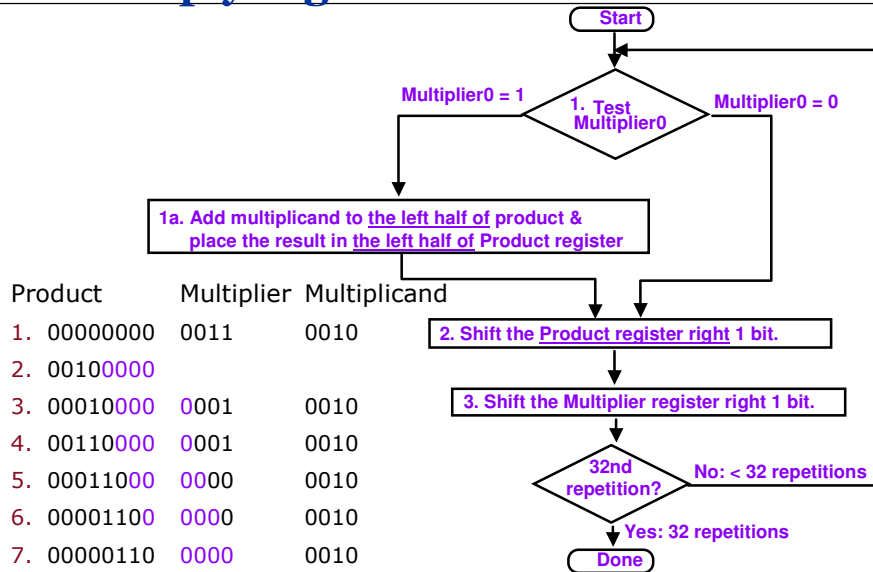 Start
Multiplier0 = 1
1. Test
Multiplier0
Multiplier0 = 0
1a. Add multiplicand to the left half of product &
place the result in the left half of Product register
Product Multiplier Multiplicand
1. 00000000 0011 0010
2. 00100000
3. 00010000 0001 0010
4. 00110000 0001 0010
5. 00011000 0000 0010
6. 00001100 0000 0010
7. 00000110 0000 0010
2. Shift the Product register right 1 bit.
3. Shift the Multiplier register right 1 bit.
32nd
repetition?
No: < 32 repetitions
Yes: 32 repetitions
Done